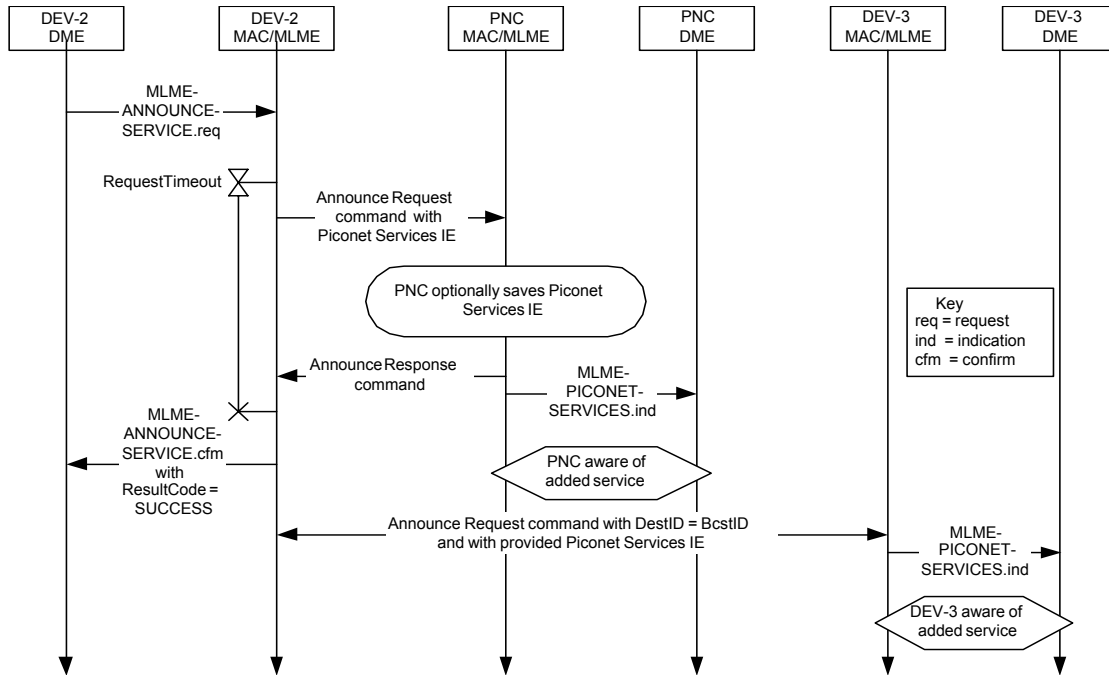 DEV-2
DME
DEV-2
MAC/MLME
PNC
MAC/MLME
PNC
DME
DEV-3
MAC/MLME
DEV-3
DME
MLME-
ANNOUNCE-
SERVICE.req
RequestTimeout
Announce Request
command with
Piconet Services IE
PNC optionally saves Piconet
Services IE
Key
req = request
ind = indication
cfm = confirm
Announce Response
command
MLME-
PICONET-
SERVICES.ind
MLME-
ANNOUNCE-
SERVICE.cfm
with
ResultCode =
SUCCESS
PNC aware of
added service
Announce Request command with DestID = BcstID
and with provided Piconet Services IE
MLME-
PICONET-
SERVICES.ind
DEV-3 aware of
added service